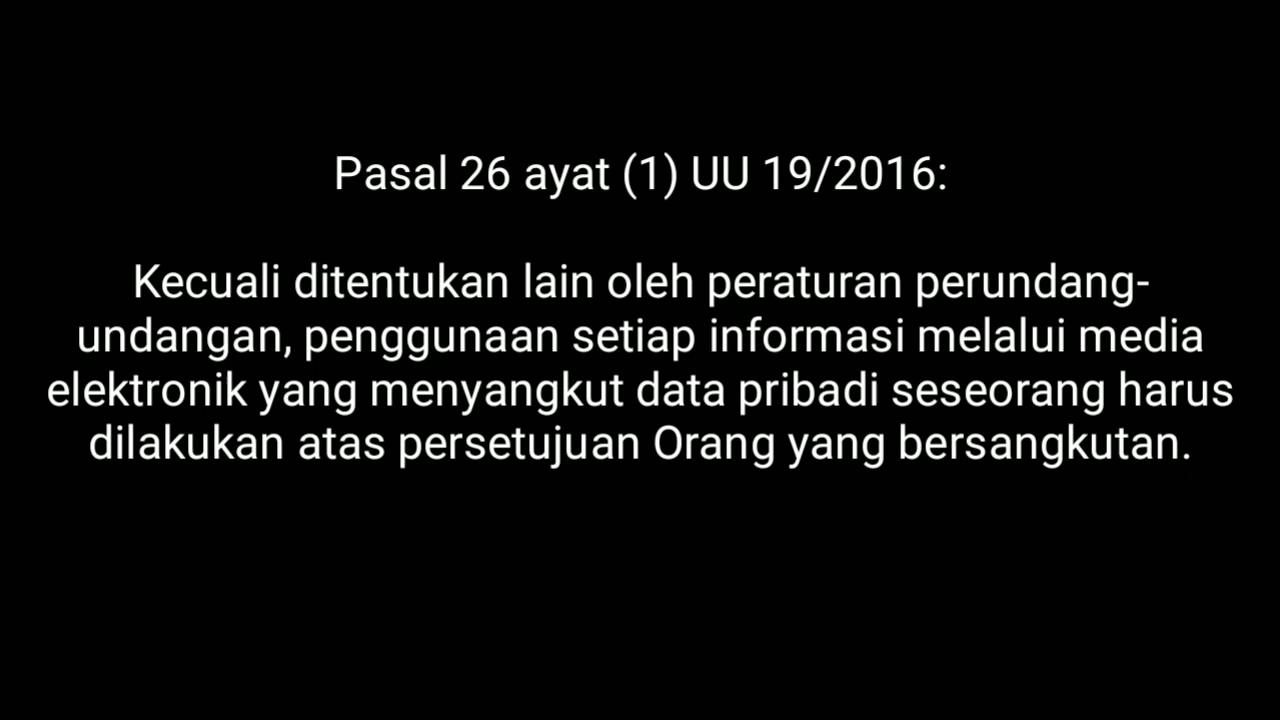 Pasal 26 ayat (1) UU 19/2016:
Kecuali ditentukan lain oleh peraturan perundang-
undangan, penggunaan setiap informasi melalui media
elektronik yang menyangkut data pribadi seseorang harus
dilakukan atas persetujuan Orang yang bersangkutan.